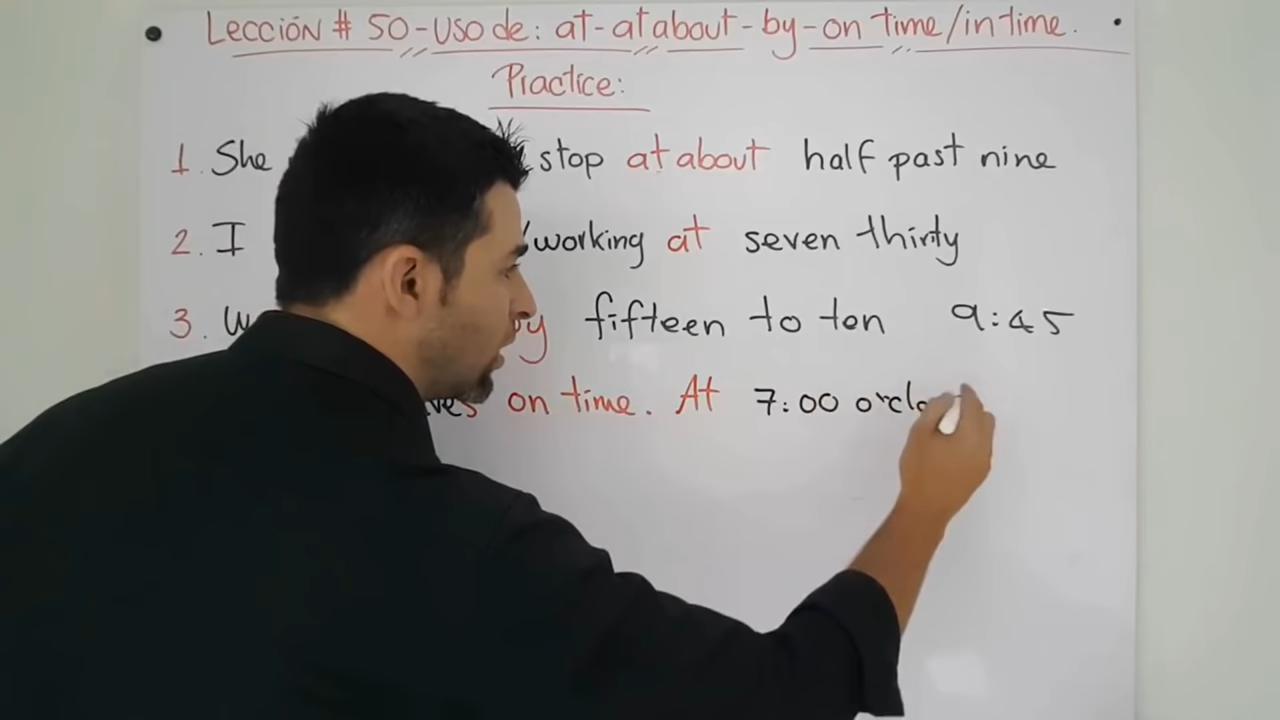 Lección # 50-Uso de: at-at about-by-on time/in time.
Practice:
1. She stop at about half past nine
2. I working at seven thirty
3. fifteen to ten 9:45
on time. At 7:00